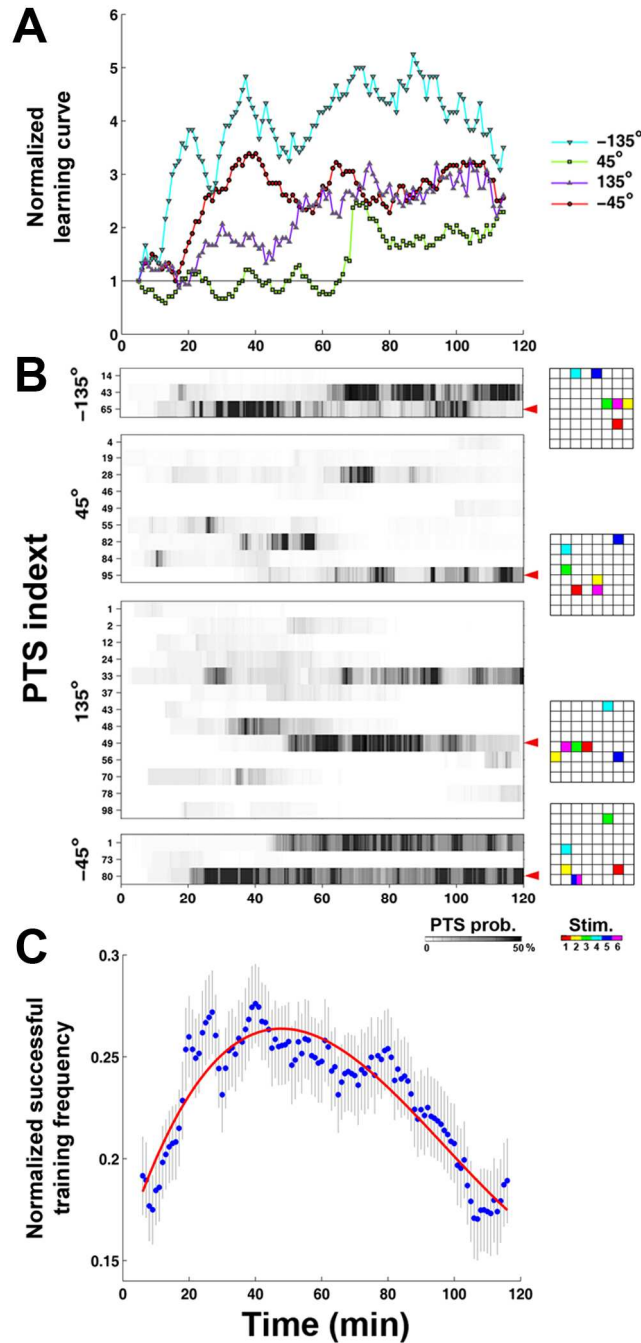 A
Normalized
learning curve
6
5
4
3
2
1
0
0 20 40 60 80 100 120
−135°
45°
135°
−45°
B
PTS indext
−135°
14
43
65
45°
4
19
28
46
49
55
82
84
95
135°
1
2
12
24
33
37
43
48
49
56
70
78
98
−45°
1
73
80
0 20 40 60 80 100 120
PTS prob.
0 50 %
Stim.
1 2 3 4 5 6
C
Normalized successful
training frequency
0.3
0.25
0.2
0.15
0 20 40 60 80 100 120
Time (min)